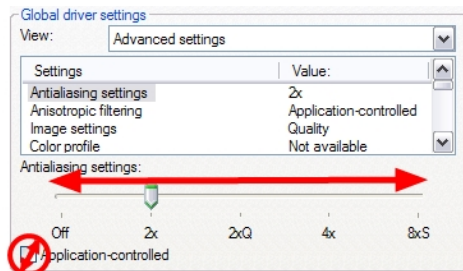 Global driver settings
View: Advanced settings
Settings Value:
Antialiasing settings 2x
Anisotropic filtering Application-controlled
Image settings Quality
Color profile Not available
Antialiasing settings:
Off 2x 2xQ 4x 8xS
Application-controlled